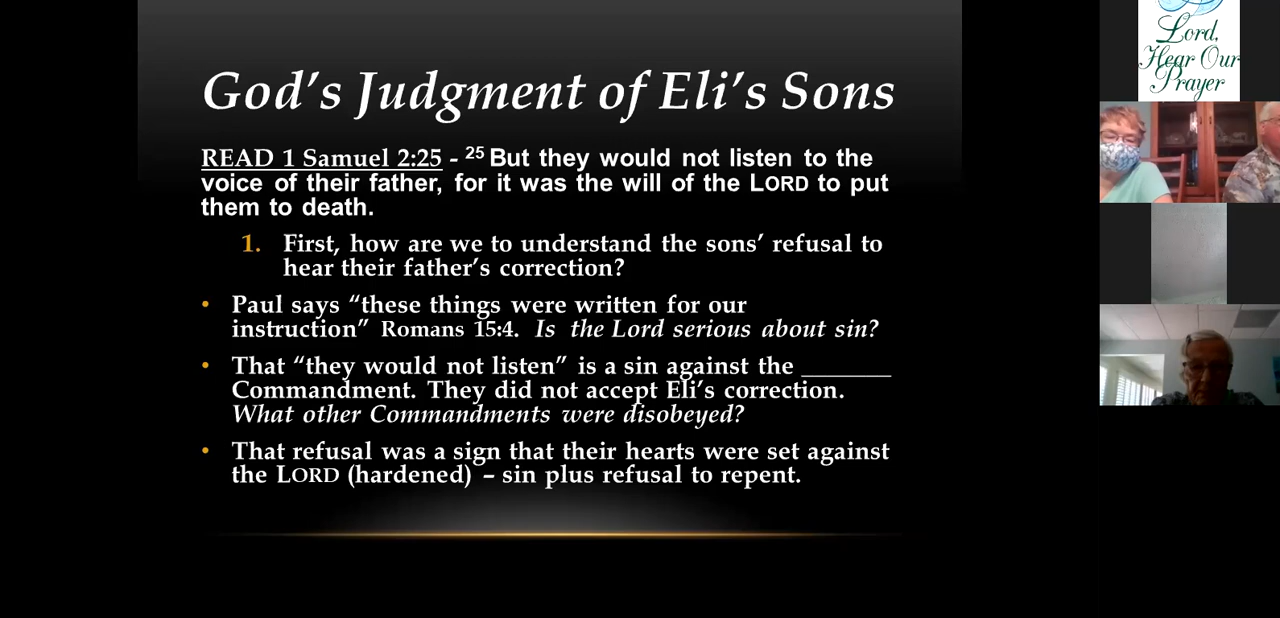 God’s Judgment of Eli’s Sons
READ 1 Samuel 2:25 - 25 But they would not listen to the
voice of their father, for it was the will of the LORD to put
them to death.
1. First, how are we to understand the sons’ refusal to
hear their father’s correction?
• Paul says “these things were written for our
instruction” Romans 15:4. Is the Lord serious about sin?
• That “they would not listen” is a sin against the _______
Commandment. They did not accept Eli’s correction.
What other Commandments were disobeyed?
• That refusal was a sign that their hearts were set against
the LORD (hardened) – sin plus refusal to repent.
Lord,
Hear Our
Prayer